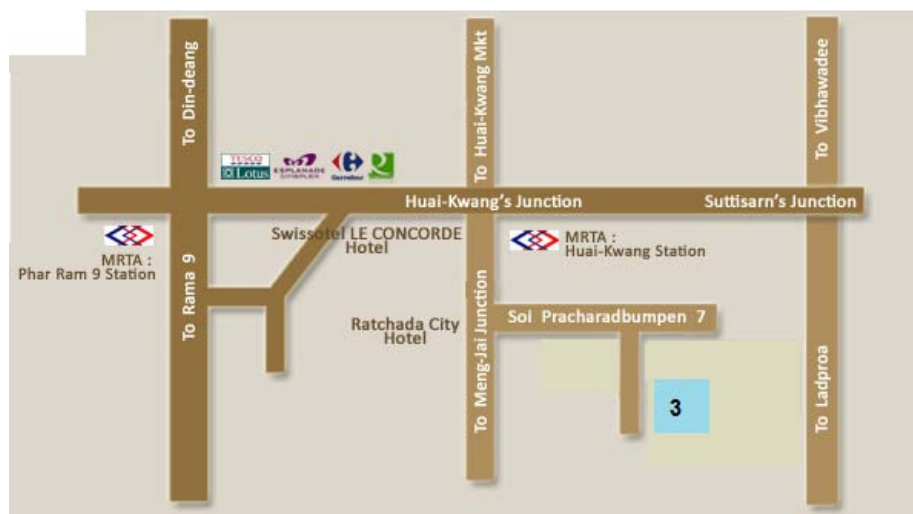 To Din-deang
To Huai-Kwang Mkt
To Vibhawadee
TESCO
Lotus
ESPLANADE
CINEPLEX
Carrefour
Huai-Kwang's Junction
Suttisarn's Junction
MRTA :
Phar Ram 9 Station
Swissotel LE CONCORDE
Hotel
MRTA :
Huai-Kwang Station
To Rama 9
Ratchada City
Hotel
To Meng-Jai Junction
Soi Pracharadbumpen 7
To Ladproa
3